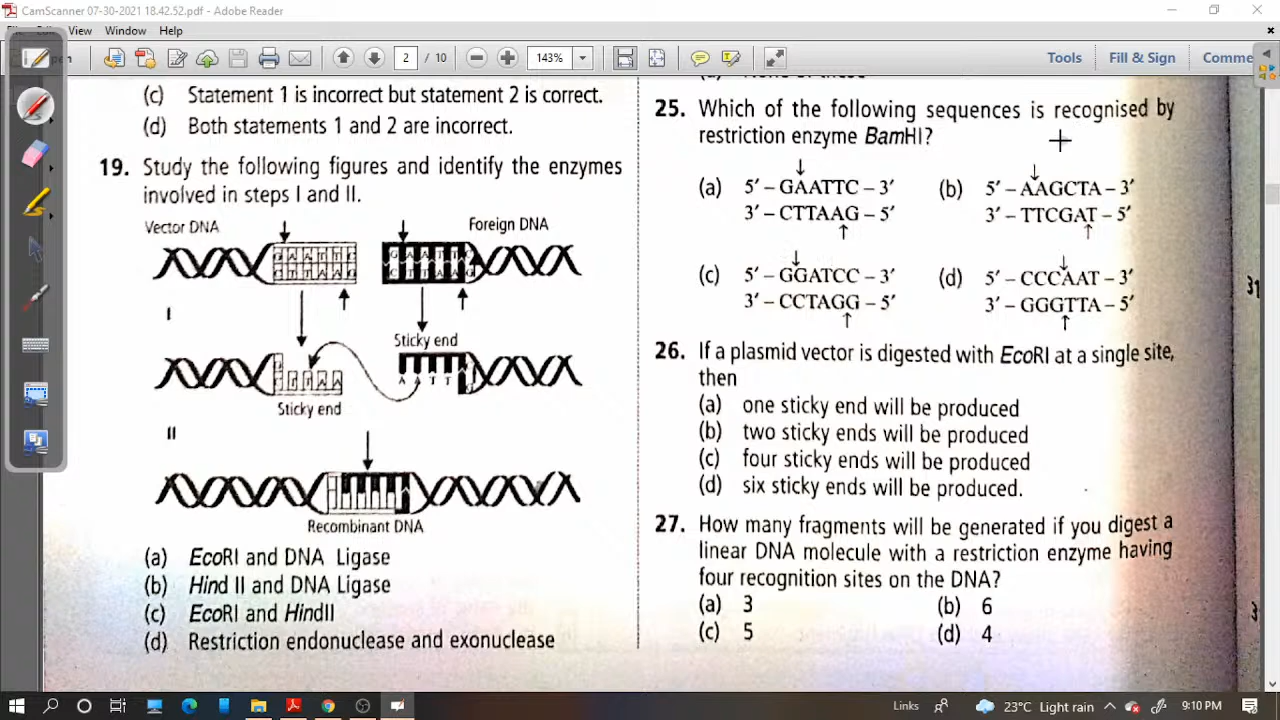 CamScanner 07-30-2021 18.42.52.pdf - Adobe Reader
View Window Help
2 / 10 143% Tools Fill & Sign
(c) Statement 1 is incorrect but statement 2 is correct.
(d) Both statements 1 and 2 are incorrect.
19. Study the following figures and identify the enzymes
involved in steps I and II.
Vector DNA Foreign DNA
G A A T T C
C T T A A G
I
Sticky end
A A T T
Sticky end
II
Recombinant DNA
(a) EcoRI and DNA Ligase
(b) Hind II and DNA Ligase
(c) EcoRI and HindII
(d) Restriction endonuclease and exonuclease
25. Which of the following sequences is recognised by
restriction enzyme BamHI?
(a) 5′ – GAATTC – 3′ (b) 5′ – AAGCTA – 3′
3′ – CTTAAG – 5′ 3′ – TTCGAT – 5′
(c) 5′ – GGATCC – 3′ (d) 5′ – CCCAAT – 3′
3′ – CCTAGG – 5′ 3′ – GGGTTA – 5′
26. If a plasmid vector is digested with EcoRI at a single site,
then
(a) one sticky end will be produced
(b) two sticky ends will be produced
(c) four sticky ends will be produced
(d) six sticky ends will be produced.
27. How many fragments will be generated if you digest a
linear DNA molecule with a restriction enzyme having
four recognition sites on the DNA?
(a) 3 (b) 6
(c) 5 (d) 4
31
Links 23°C Light rain 9:10 PM